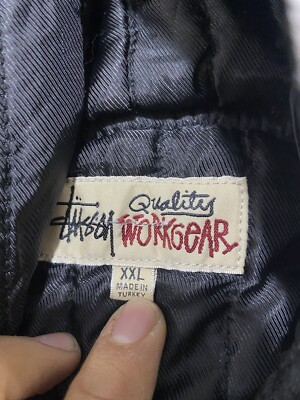 Stüssy Quality
WORKGEAR
XXL
MADE IN
TURKEY